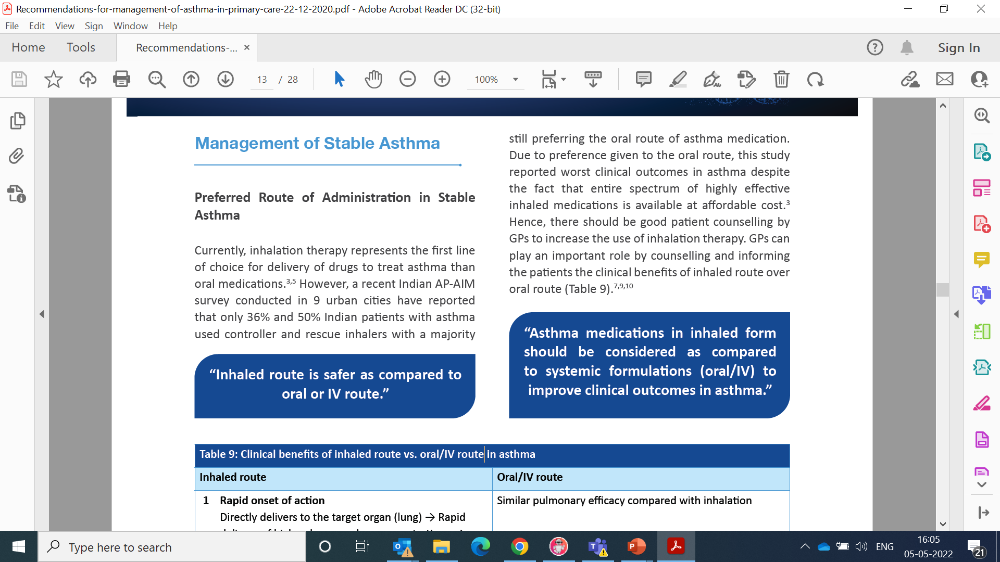 Recommendations-for-management-of-asthma-in-primary-care-22-12-2020.pdf - Adobe Acrobat Reader DC (32-bit)
File Edit View Sign Window Help
Home Tools Recommendations-... × Sign In
13 / 28 100%
Management of Stable Asthma
Preferred Route of Administration in Stable
Asthma
Currently, inhalation therapy represents the first line
of choice for delivery of drugs to treat asthma than
oral medications.3,5 However, a recent Indian AP-AIM
survey conducted in 9 urban cities have reported
that only 36% and 50% Indian patients with asthma
used controller and rescue inhalers with a majority
“Inhaled route is safer as compared to
oral or IV route.”
still preferring the oral route of asthma medication.
Due to preference given to the oral route, this study
reported worst clinical outcomes in asthma despite
the fact that entire spectrum of highly effective
inhaled medications is available at affordable cost.3
Hence, there should be good patient counselling by
GPs to increase the use of inhalation therapy. GPs can
play an important role by counselling and informing
the patients the clinical benefits of inhaled route over
oral route (Table 9).7,9,10
“Asthma medications in inhaled form
should be considered as compared
to systemic formulations (oral/IV) to
improve clinical outcomes in asthma.”
Table 9: Clinical benefits of inhaled route vs. oral/IV route in asthma
Inhaled route Oral/IV route
1 Rapid onset of action Similar pulmonary efficacy compared with inhalation
Directly delivers to the target organ (lung) → Rapid
Type here to search
ENG
16:05
05-05-2022
21